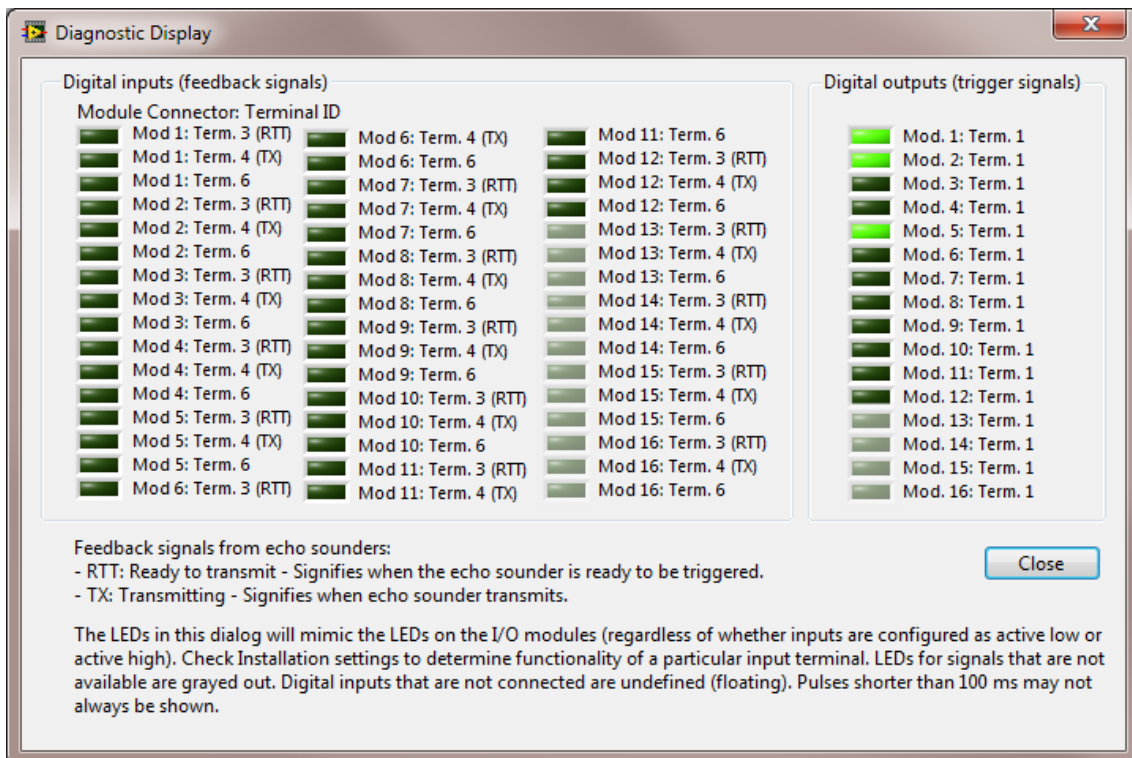 Diagnostic Display
Digital inputs (feedback signals)
Module Connector: Terminal ID
Mod 1: Term. 3 (RTT)
Mod 1: Term. 4 (TX)
Mod 1: Term. 6
Mod 2: Term. 3 (RTT)
Mod 2: Term. 4 (TX)
Mod 2: Term. 6
Mod 3: Term. 3 (RTT)
Mod 3: Term. 4 (TX)
Mod 3: Term. 6
Mod 4: Term. 3 (RTT)
Mod 4: Term. 4 (TX)
Mod 4: Term. 6
Mod 5: Term. 3 (RTT)
Mod 5: Term. 4 (TX)
Mod 5: Term. 6
Mod 6: Term. 3 (RTT)
Mod 6: Term. 4 (TX)
Mod 6: Term. 6
Mod 7: Term. 3 (RTT)
Mod 7: Term. 4 (TX)
Mod 7: Term. 6
Mod 8: Term. 3 (RTT)
Mod 8: Term. 4 (TX)
Mod 8: Term. 6
Mod 9: Term. 3 (RTT)
Mod 9: Term. 4 (TX)
Mod 9: Term. 6
Mod 10: Term. 3 (RTT)
Mod 10: Term. 4 (TX)
Mod 10: Term. 6
Mod 11: Term. 3 (RTT)
Mod 11: Term. 4 (TX)
Mod 11: Term. 6
Mod 12: Term. 3 (RTT)
Mod 12: Term. 4 (TX)
Mod 12: Term. 6
Mod 13: Term. 3 (RTT)
Mod 13: Term. 4 (TX)
Mod 13: Term. 6
Mod 14: Term. 3 (RTT)
Mod 14: Term. 4 (TX)
Mod 14: Term. 6
Mod 15: Term. 3 (RTT)
Mod 15: Term. 4 (TX)
Mod 15: Term. 6
Mod 16: Term. 3 (RTT)
Mod 16: Term. 4 (TX)
Mod 16: Term. 6
Digital outputs (trigger signals)
Mod. 1: Term. 1
Mod. 2: Term. 1
Mod. 3: Term. 1
Mod. 4: Term. 1
Mod. 5: Term. 1
Mod. 6: Term. 1
Mod. 7: Term. 1
Mod. 8: Term. 1
Mod. 9: Term. 1
Mod. 10: Term. 1
Mod. 11: Term. 1
Mod. 12: Term. 1
Mod. 13: Term. 1
Mod. 14: Term. 1
Mod. 15: Term. 1
Mod. 16: Term. 1
Feedback signals from echo sounders:
- RTT: Ready to transmit - Signifies when the echo sounder is ready to be triggered.
- TX: Transmitting - Signifies when echo sounder transmits.
Close
The LEDs in this dialog will mimic the LEDs on the I/O modules (regardless of whether inputs are configured as active low or
active high). Check Installation settings to determine functionality of a particular input terminal. LEDs for signals that are not
available are grayed out. Digital inputs that are not connected are undefined (floating). Pulses shorter than 100 ms may not
always be shown.